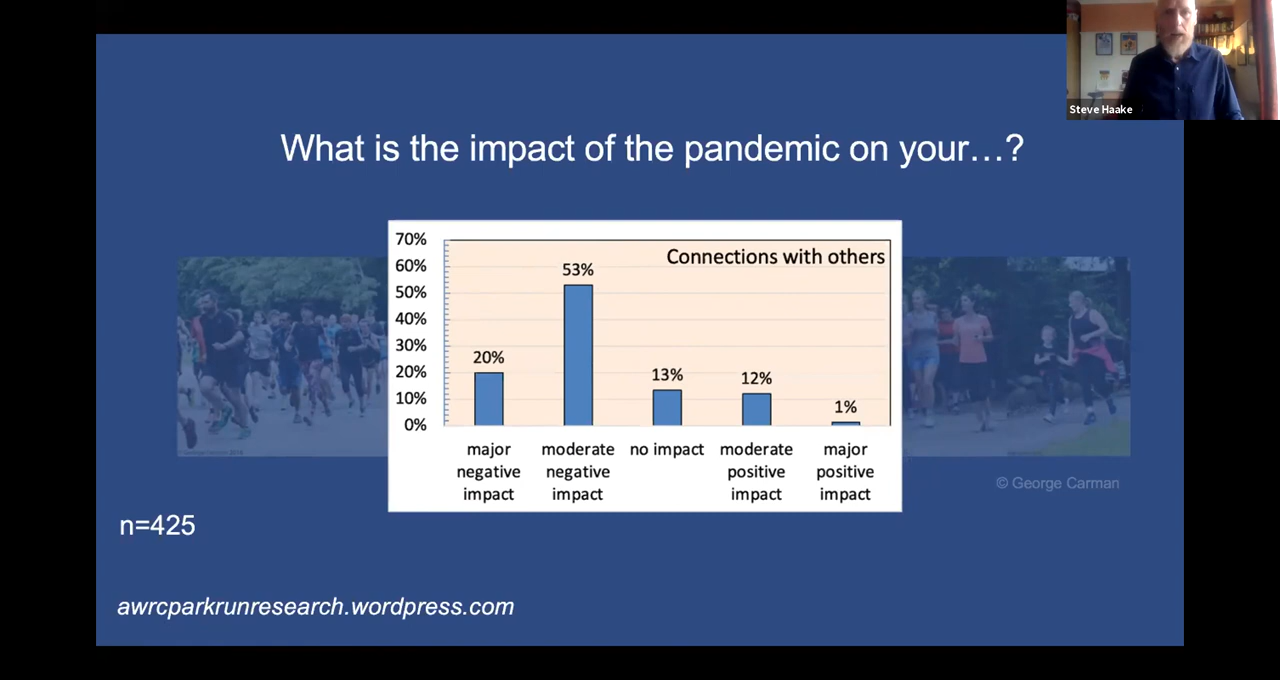 Steve Haake
What is the impact of the pandemic on your…?
Connections with others
70%
60%
50%
40%
30%
20%
10%
0%
20%
53%
13%
12%
1%
major
negative
impact
moderate
negative
impact
no impact
moderate
positive
impact
major
positive
impact
© George Carman
n=425
awrcparkrunresearch.wordpress.com